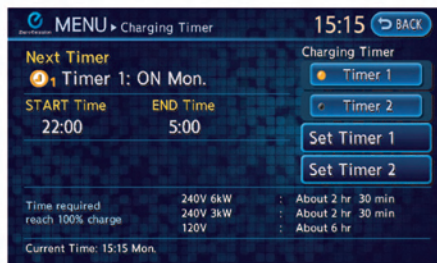 Zero Emission
MENU ▸ Charging Timer
15:15 BACK
Next Timer
1 Timer 1: ON Mon.
START Time END Time
22:00 5:00
Charging Timer
Timer 1
Timer 2
Set Timer 1
Set Timer 2
Time required
reach 100% charge
240V 6kW : About 2 hr 30 min
240V 3kW : About 2 hr 30 min
120V : About 6 hr
Current Time: 15:15 Mon.